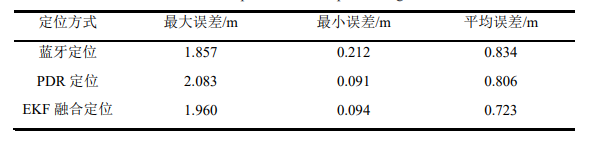 定位方式 最大误差/m 最小误差/m 平均误差/m
蓝牙定位 1.857 0.212 0.834
PDR 定位 2.083 0.091 0.806
EKF 融合定位 1.960 0.094 0.723